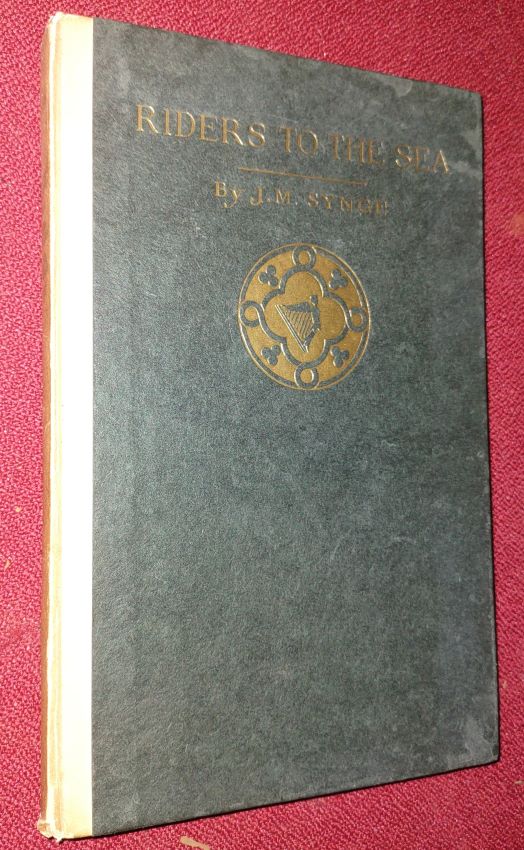 RIDERS TO THE SEA
By J.M. SYNGE